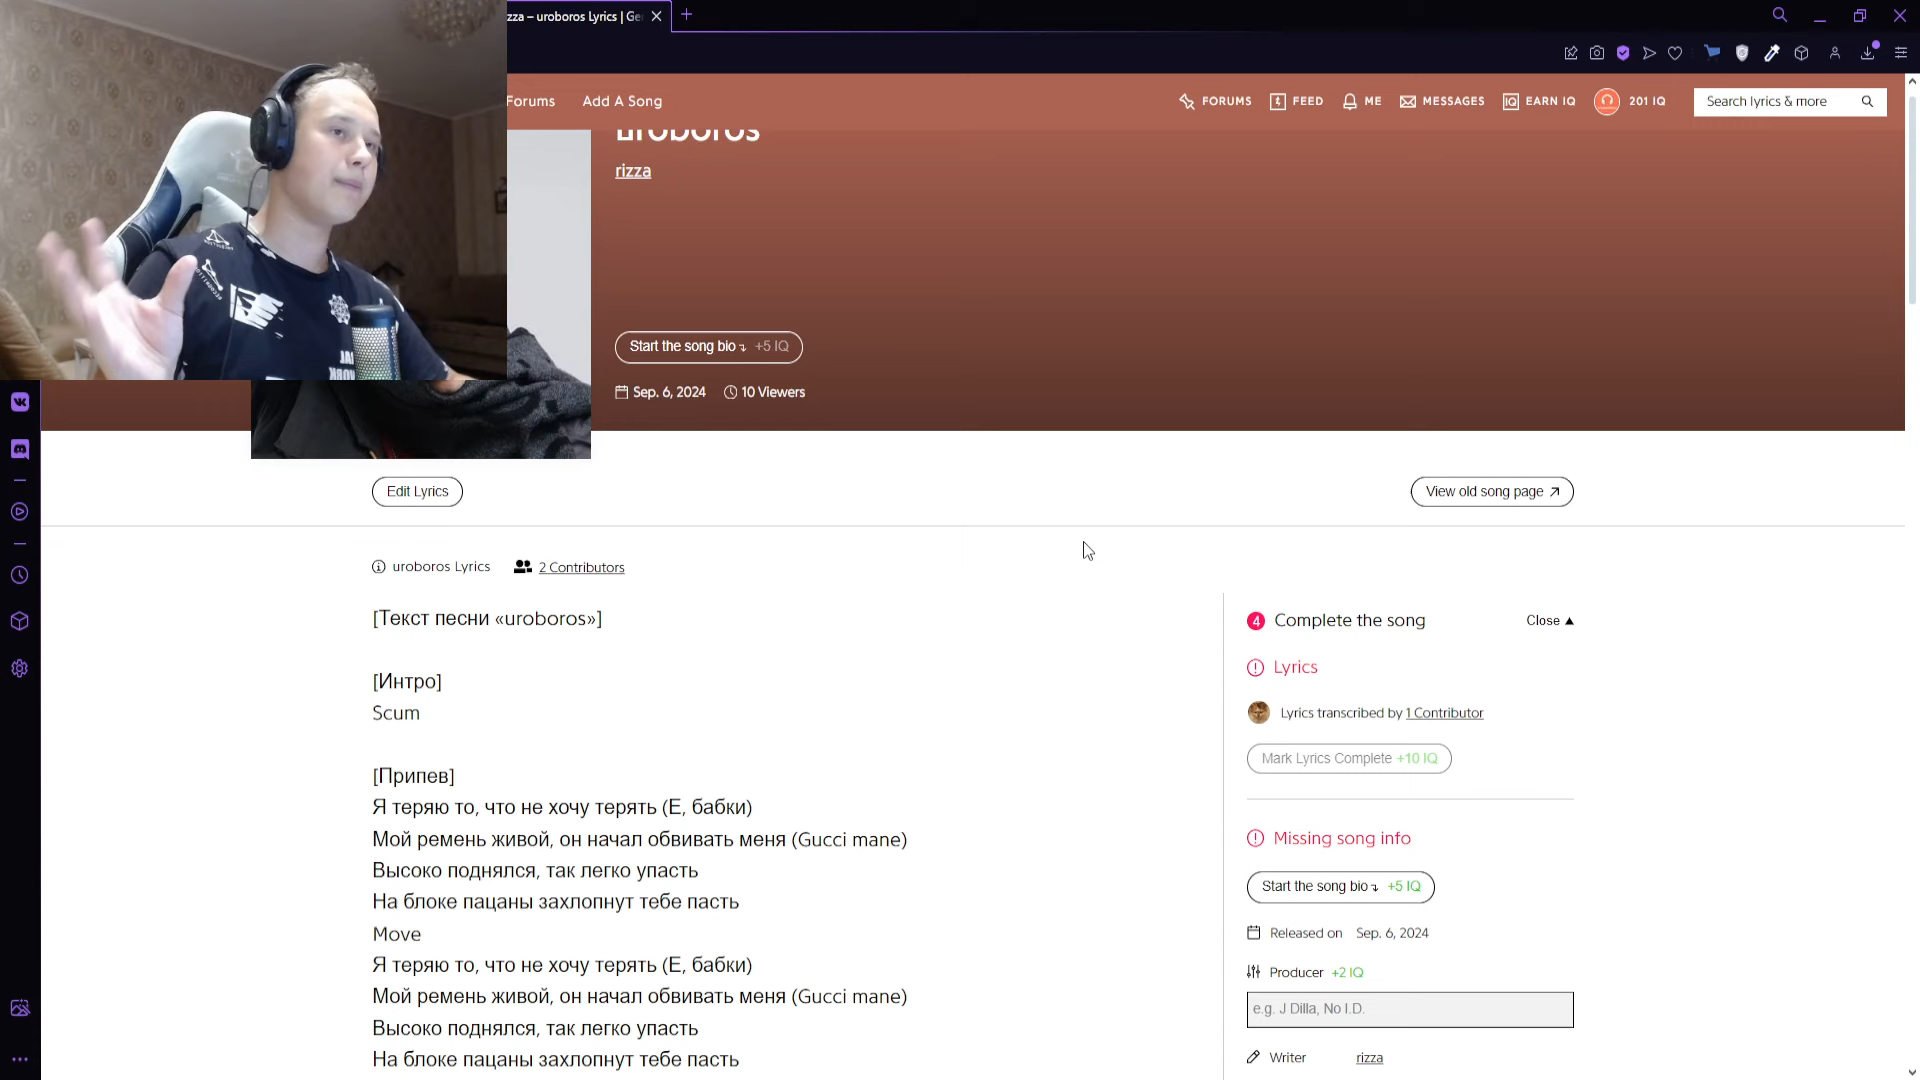 zza – uroboros Lyrics | Ge
Forums Add A Song FORUMS FEED ME MESSAGES EARN IQ 201 IQ Search lyrics & more
uroboros
rizza
Start the song bio +5 IQ
Sep. 6, 2024 10 Viewers
Edit Lyrics View old song page
uroboros Lyrics 2 Contributors
[Текст песни «uroboros»]
[Интро]
Scum
[Припев]
Я теряю то, что не хочу терять (Е, бабки)
Мой ремень живой, он начал обвивать меня (Gucci mane)
Высоко поднялся, так легко упасть
На блоке пацаны захлопнут тебе пасть
Move
Я теряю то, что не хочу терять (Е, бабки)
Мой ремень живой, он начал обвивать меня (Gucci mane)
Высоко поднялся, так легко упасть
На блоке пацаны захлопнут тебе пасть
4 Complete the song Close
Lyrics
Lyrics transcribed by 1 Contributor
Mark Lyrics Complete +10 IQ
Missing song info
Start the song bio +5 IQ
Released on Sep. 6, 2024
Producer +2 IQ
e.g. J Dilla, No I.D.
Writer rizza